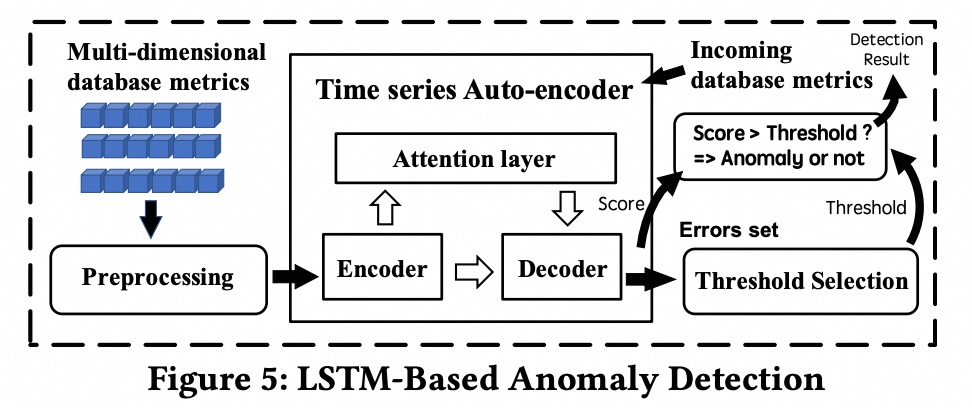 Multi-dimensional
database metrics
Preprocessing
Time series Auto-encoder
Attention layer
Encoder
Decoder
Incoming
database metrics
Detection
Result
Score > Threshold ?
=> Anomaly or not
Score
Threshold
Errors set
Threshold Selection
Figure 5: LSTM-Based Anomaly Detection